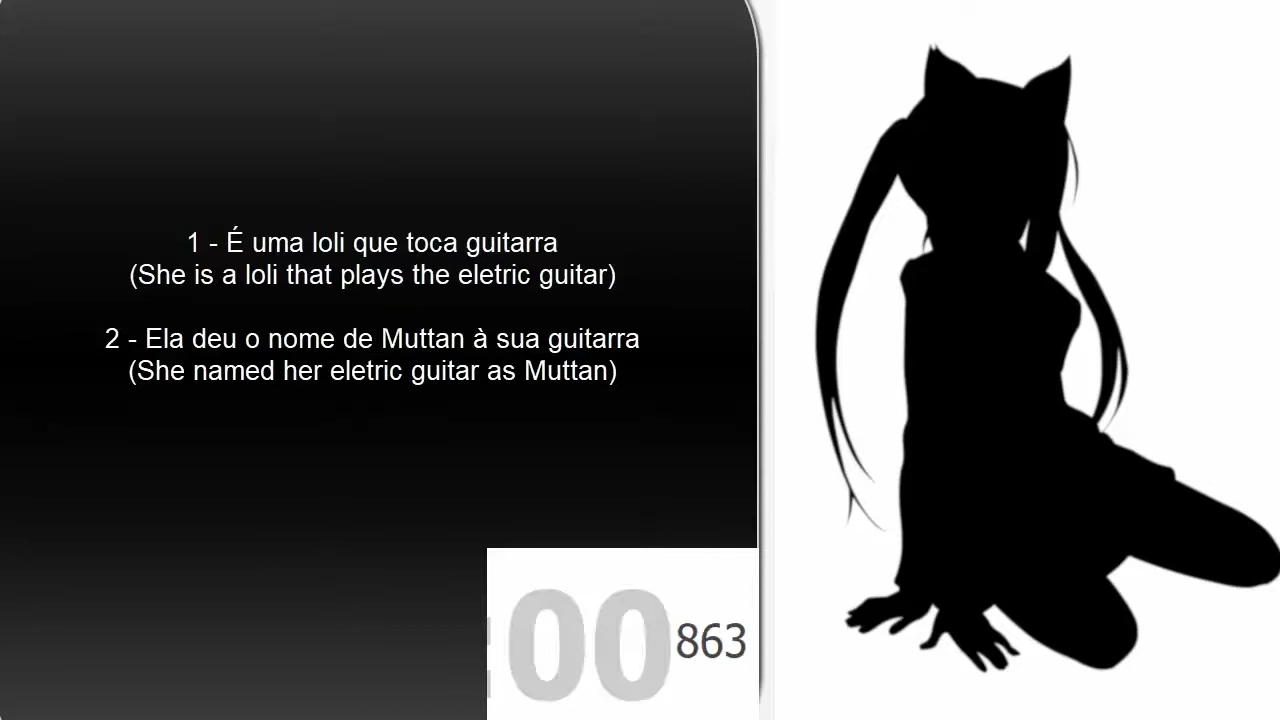 1 - É uma loli que toca guitarra
(She is a loli that plays the eletric guitar)
2 - Ela deu o nome de Muttan à sua guitarra
(She named her eletric guitar as Muttan)
:00 863